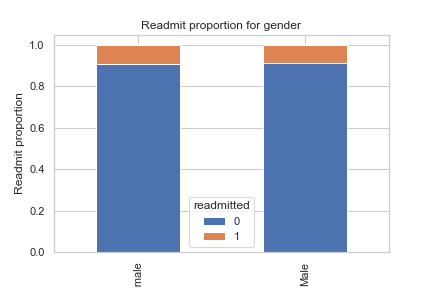 Readmit proportion for gender
1.0
0.8
0.6
0.4
0.2
0.0
Readmit proportion
readmitted
0
1
male
Male